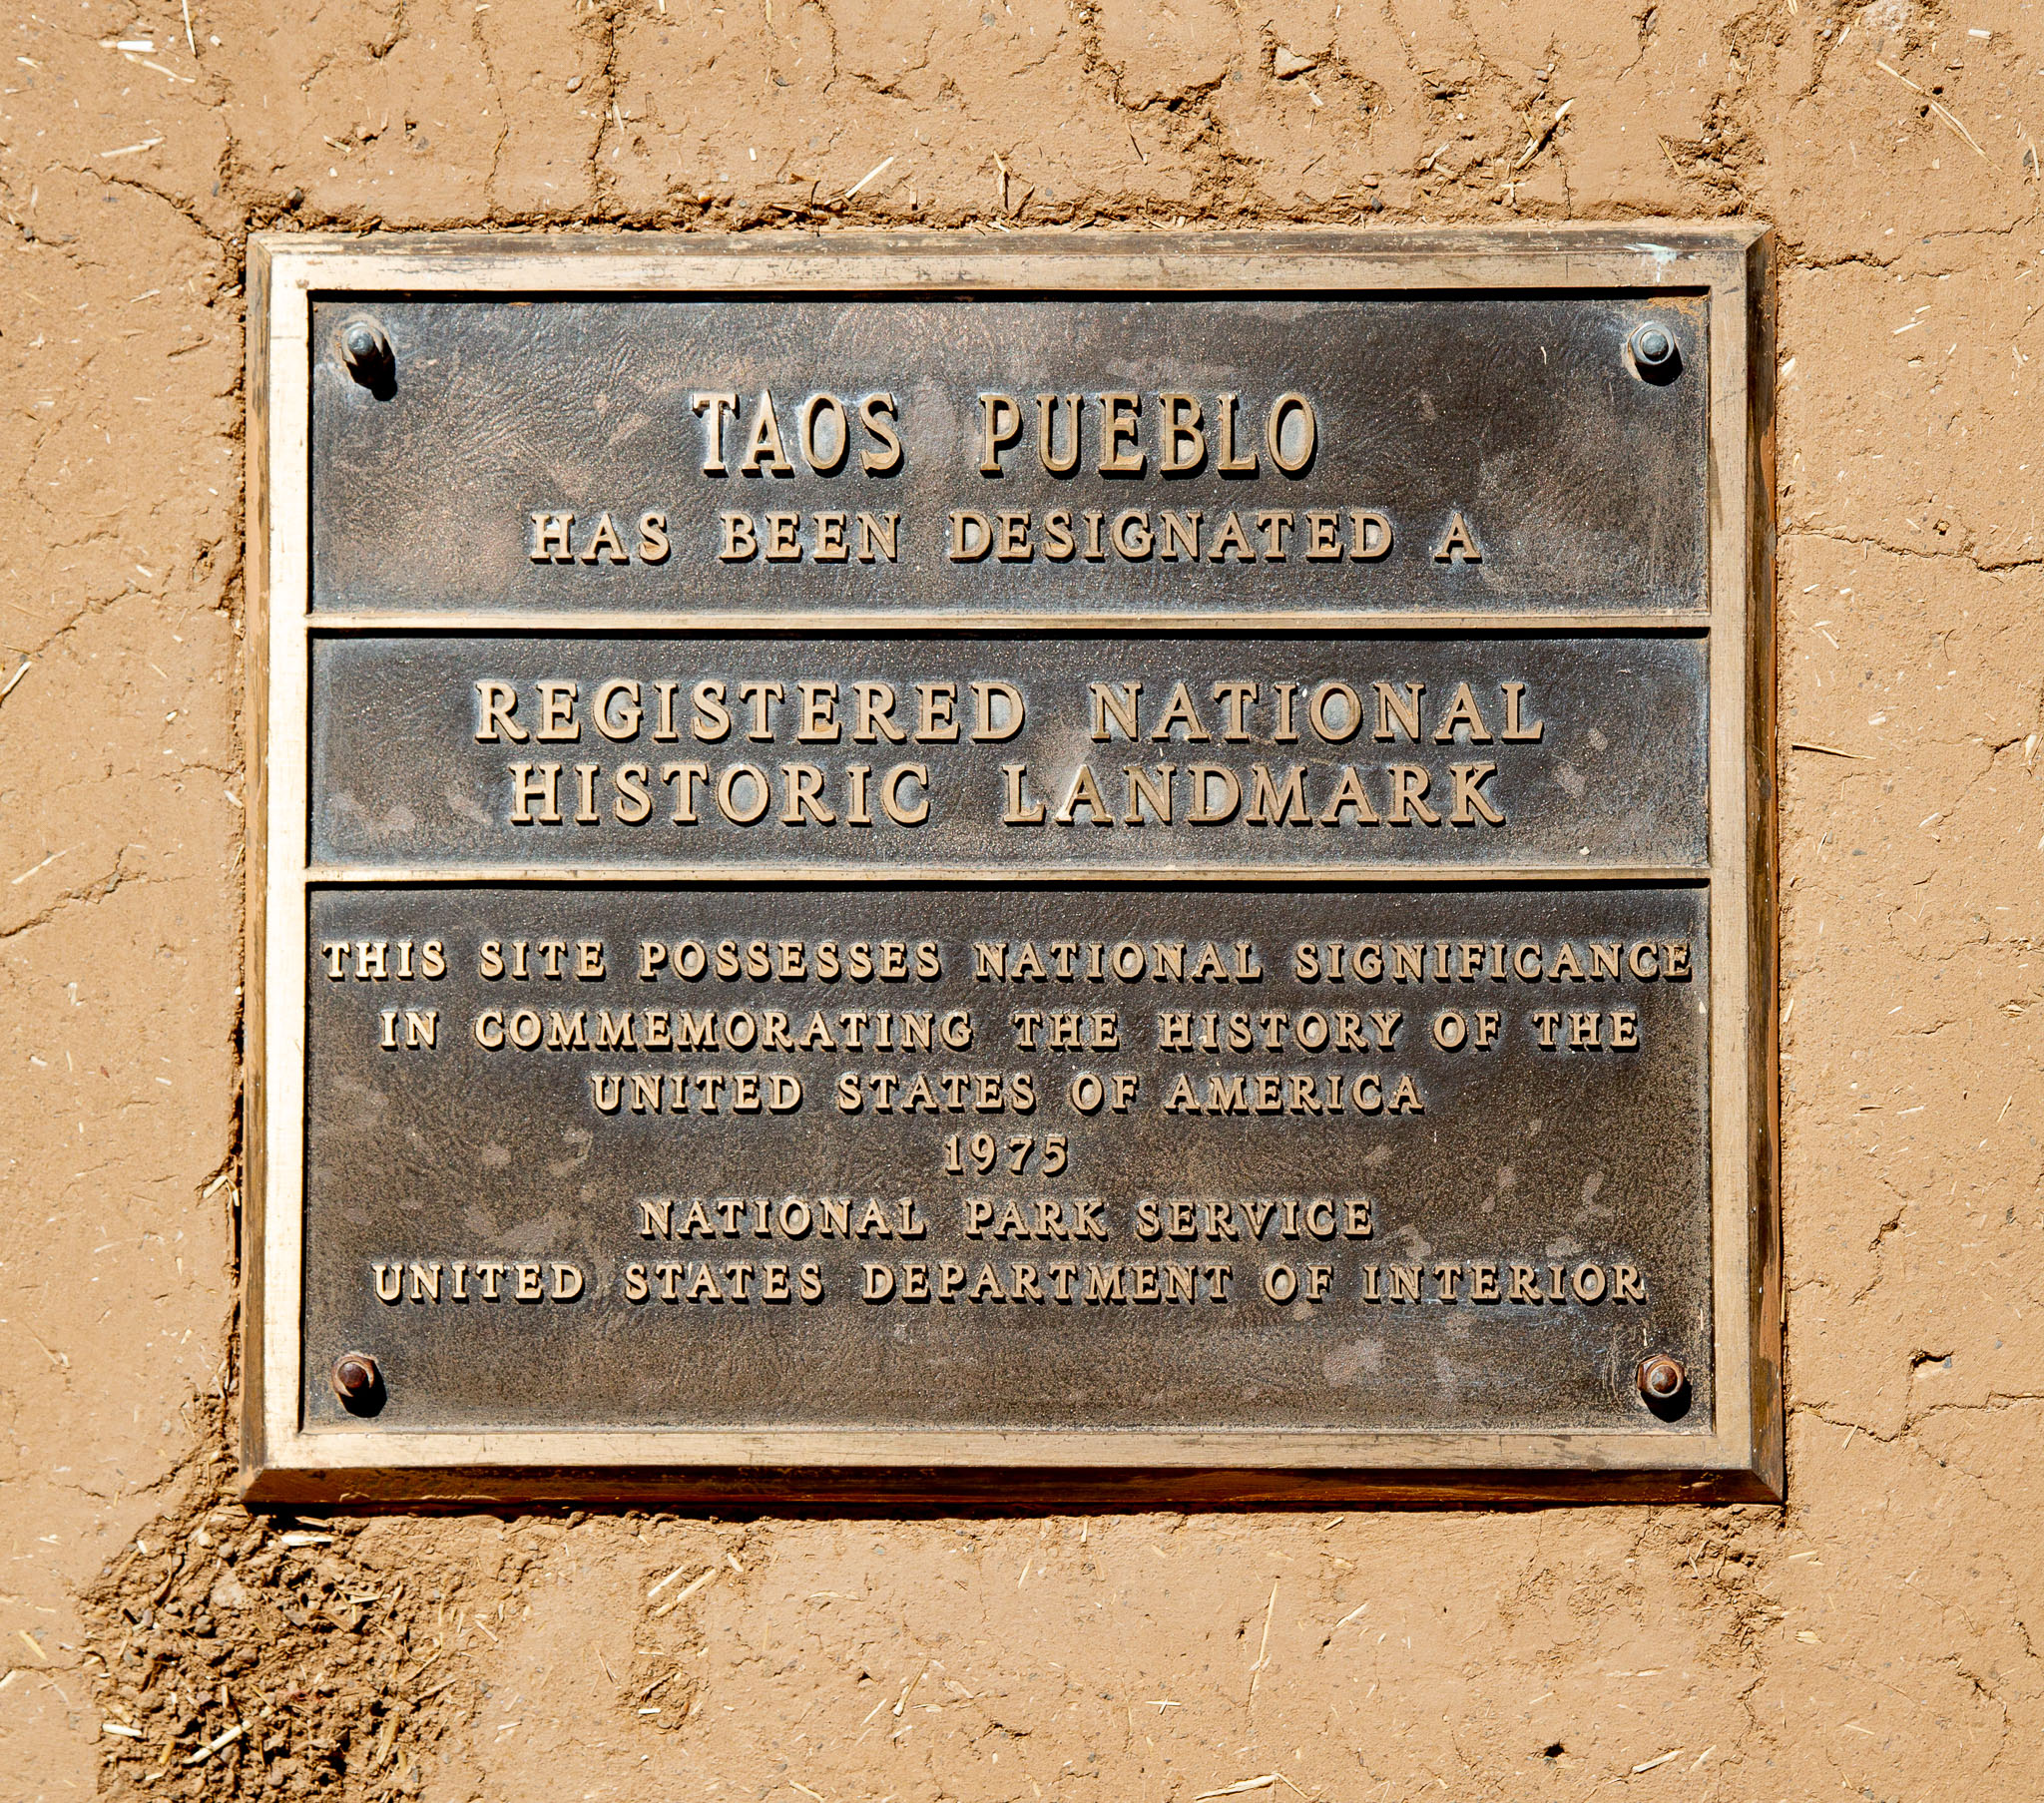 TAOS PUEBLO
HAS BEEN DESIGNATED A
REGISTERED NATIONAL
HISTORIC LANDMARK
THIS SITE POSSESSES NATIONAL SIGNIFICANCE
IN COMMEMORATING THE HISTORY OF THE
UNITED STATES OF AMERICA
1975
NATIONAL PARK SERVICE
UNITED STATES DEPARTMENT OF INTERIOR